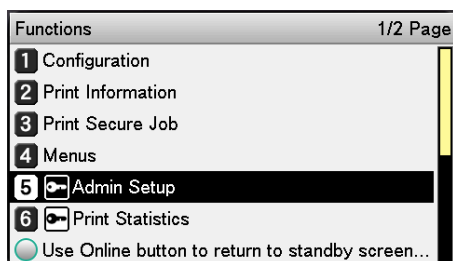 Functions 1/2 Page
1 Configuration
2 Print Information
3 Print Secure Job
4 Menus
5 Admin Setup
6 Print Statistics
Use Online button to return to standby screen...